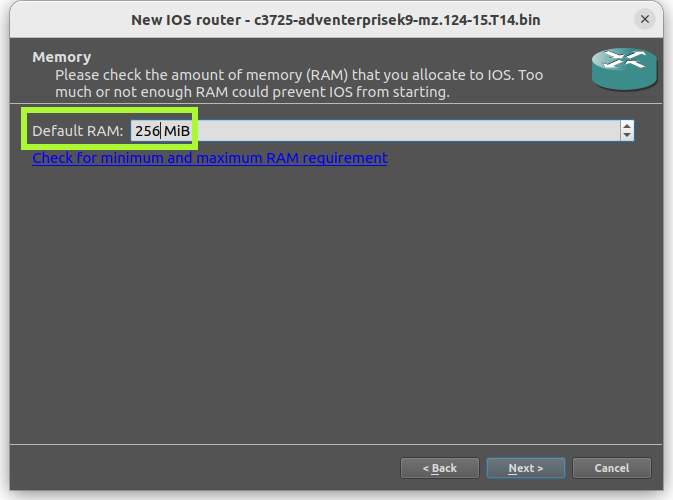 New IOS router - c3725-adventerprisek9-mz.124-15.T14.bin
Memory
Please check the amount of memory (RAM) that you allocate to IOS. Too
much or not enough RAM could prevent IOS from starting.
Default RAM: 256 MiB
Check for minimum and maximum RAM requirement
< Back Next > Cancel